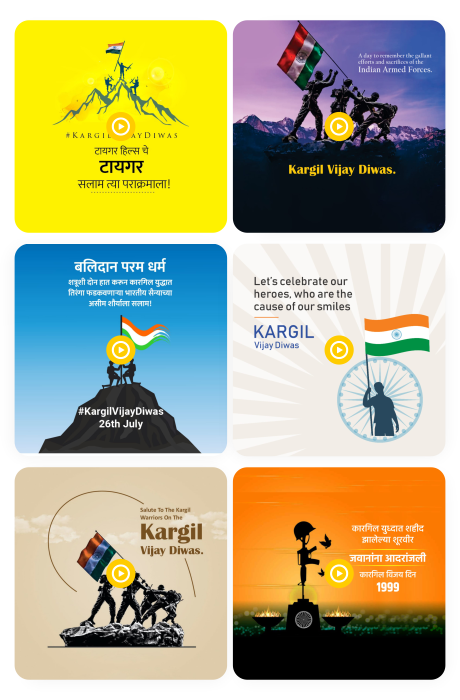 #KARGIL AYDIWAS
टायगर हिल्स चे
टायगर
सलाम त्या पराक्रमाला!
A day to remember the gallant
efforts and sacrifices of the
Indian Armed Forces.
Kargil Vijay Diwas.
बलिदान परम धर्म
शत्रूशी दोन हात करून कारगिल युद्धात
तिरंगा फडकवणाऱ्या भारतीय सैन्याच्या
असीम शौर्याला सलाम!
#KargilVijayDiwas
26th July
Let's celebrate our
heroes, who are the
cause of our smiles
KARGIL
Vijay Diwas
Salute To The Kargil
Warriors On The
Kargil
Vijay Diwas.
कारगिल युध्दात शहीद
झालेल्या शूरवीर
जवानांना आदरांजली
कारगिल विजय दिन
1999